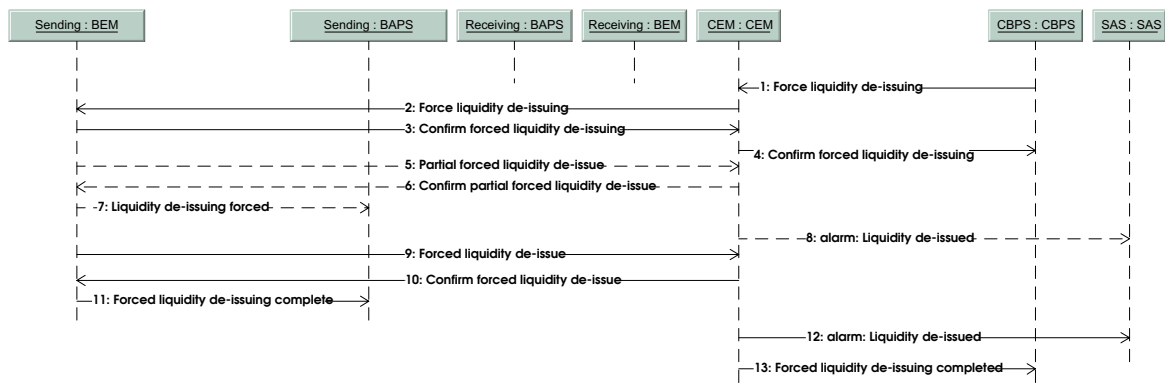 Sending : BEM
Sending : BAPS
Receiving : BAPS
Receiving : BEM
CEM : CEM
CBPS : CBPS
SAS : SAS
1: Force liquidity de-issuing
2: Force liquidity de-issuing
3: Confirm forced liquidity de-issuing
4: Confirm forced liquidity de-issuing
5: Partial forced liquidity de-issue
6: Confirm partial forced liquidity de-issue
7: Liquidity de-issuing forced
8: alarm: Liquidity de-issued
9: Forced liquidity de-issue
10: Confirm forced liquidity de-issue
11: Forced liquidity de-issuing complete
12: alarm: Liquidity de-issued
13: Forced liquidity de-issuing completed